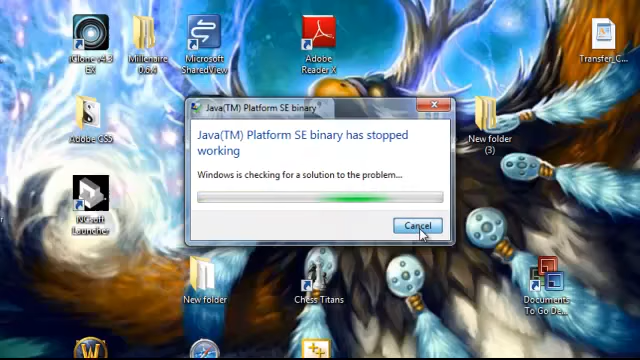 iClone v4.3
EX
Millenaire
0.6.4
Microsoft
SharedView
Adobe
Reader X
Transfer_C...
Adobe CS5
New folder
(3)
Java(TM) Platform SE binary
Java(TM) Platform SE binary has stopped
working
Windows is checking for a solution to the problem...
Cancel
NCsoft
Launcher
New folder
Chess Titans
Documents
To Go De...